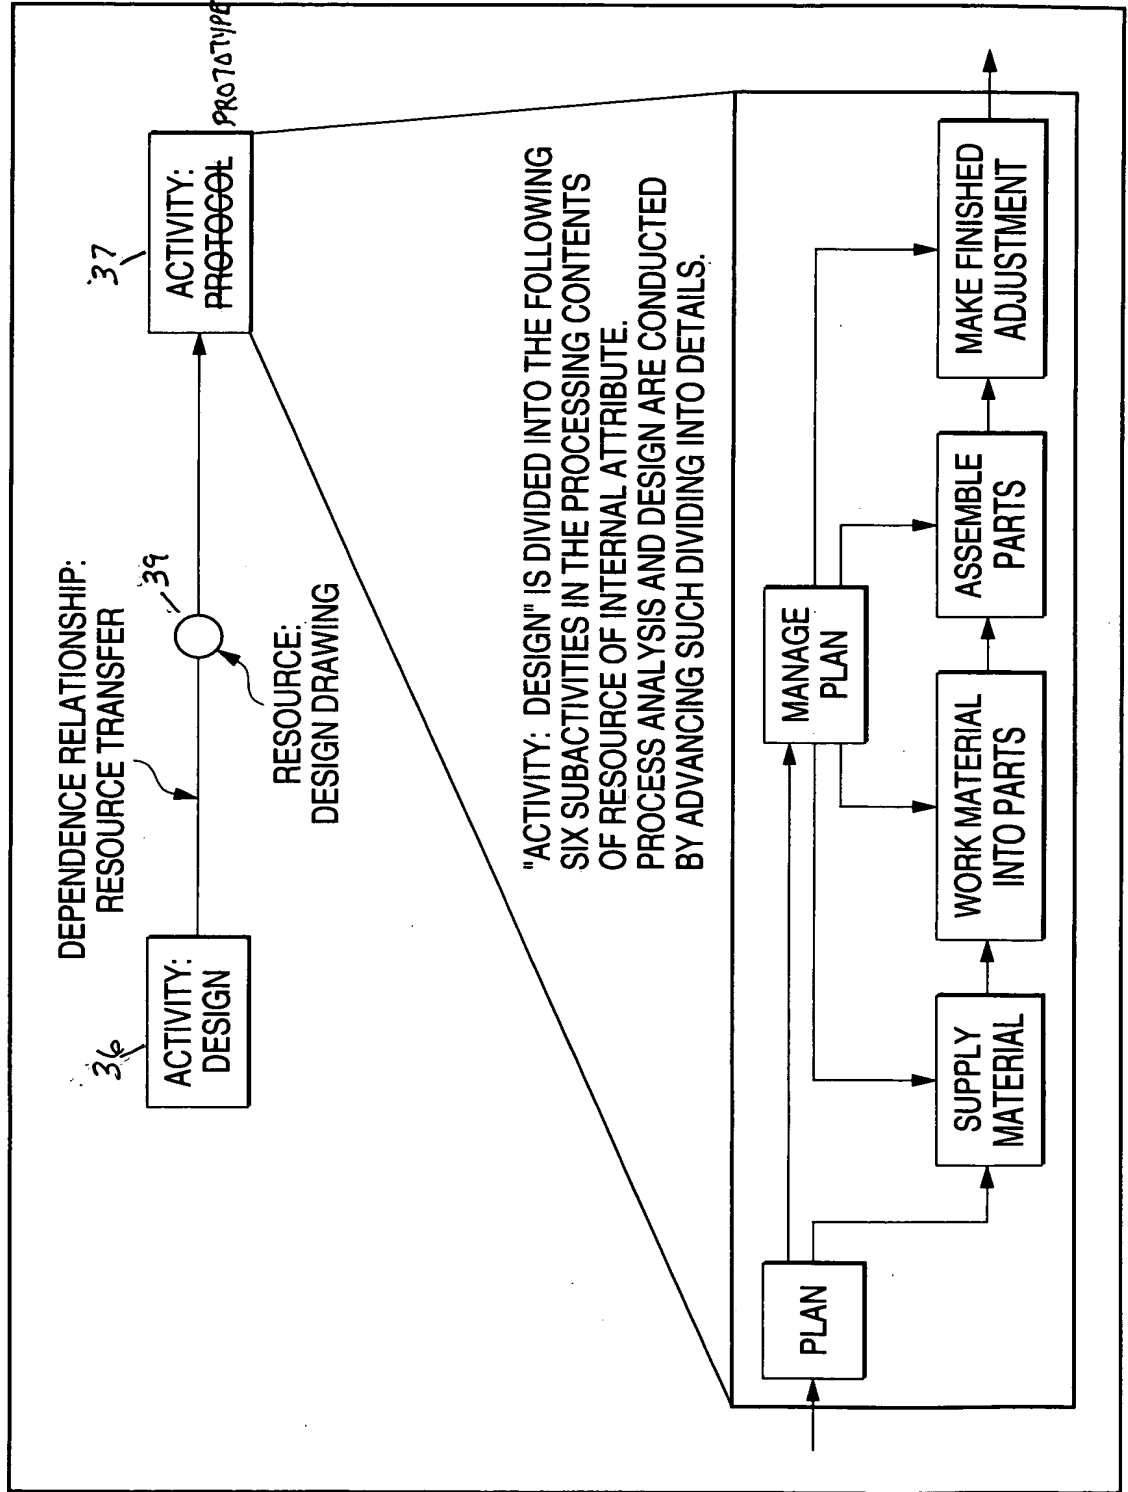 DEPENDENCE RELATIONSHIP:
RESOURCE TRANSFER
36
ACTIVITY:
DESIGN
39
RESOURCE:
DESIGN DRAWING
37
ACTIVITY:
PROTOCOL
PROTOTYPE
"ACTIVITY: DESIGN" IS DIVIDED INTO THE FOLLOWING
SIX SUBACTIVITIES IN THE PROCESSING CONTENTS
OF RESOURCE OF INTERNAL ATTRIBUTE.
PROCESS ANALYSIS AND DESIGN ARE CONDUCTED
BY ADVANCING SUCH DIVIDING INTO DETAILS.
PLAN
MANAGE
PLAN
SUPPLY
MATERIAL
WORK MATERIAL
INTO PARTS
ASSEMBLE
PARTS
MAKE FINISHED
ADJUSTMENT